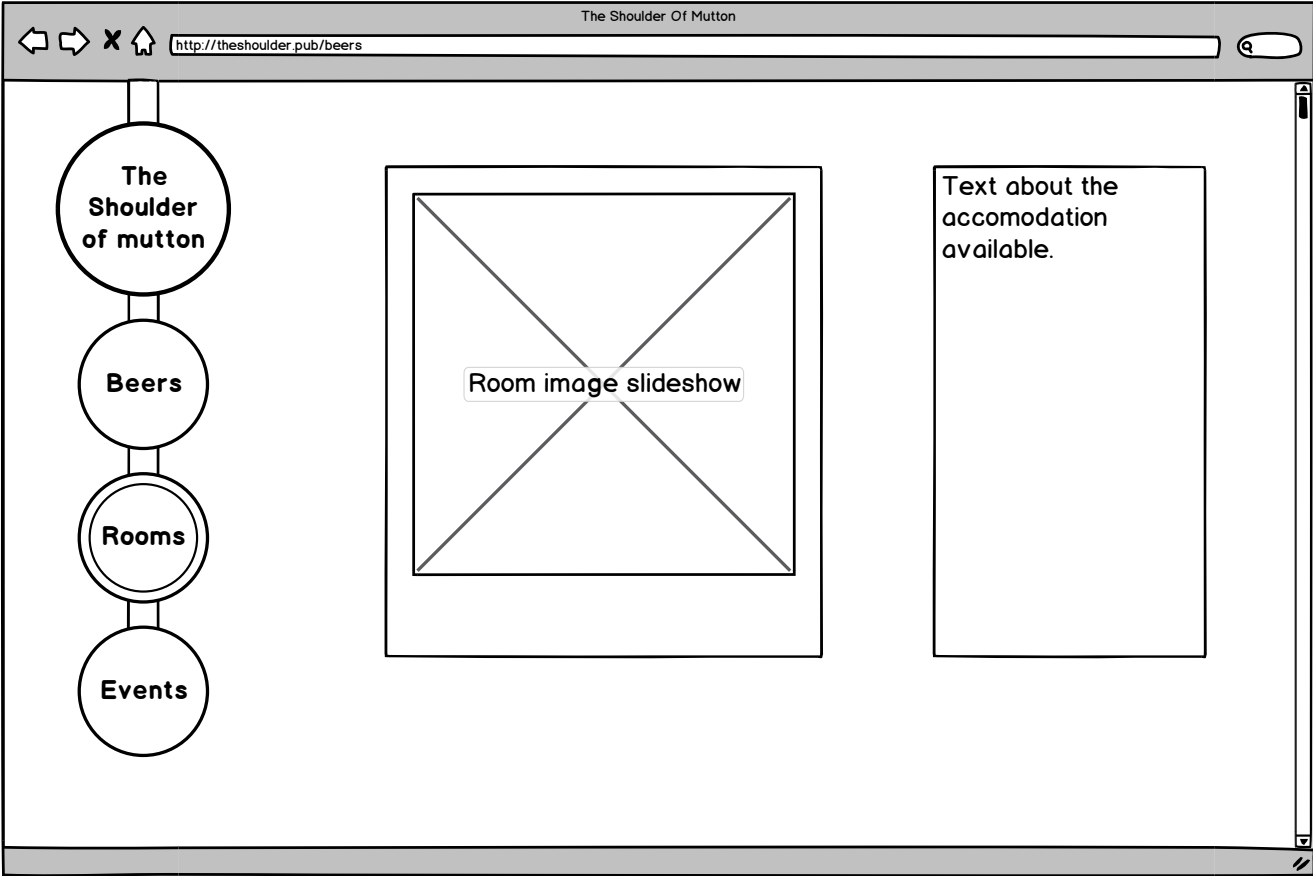 The Shoulder Of Mutton
http://theshoulder.pub/beers
The
Shoulder
of mutton
Beers
Rooms
Events
Room image slideshow
Text about the
accomodation
available.